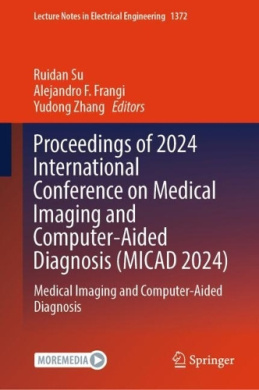 Lecture Notes in Electrical Engineering 1372
Ruidan Su
Alejandro F. Frangi
Yudong Zhang Editors
Proceedings of 2024
International
Conference on Medical
Imaging and
Computer-Aided
Diagnosis (MICAD 2024)
Medical Imaging and Computer-Aided
Diagnosis
MOREMEDIA
Springer